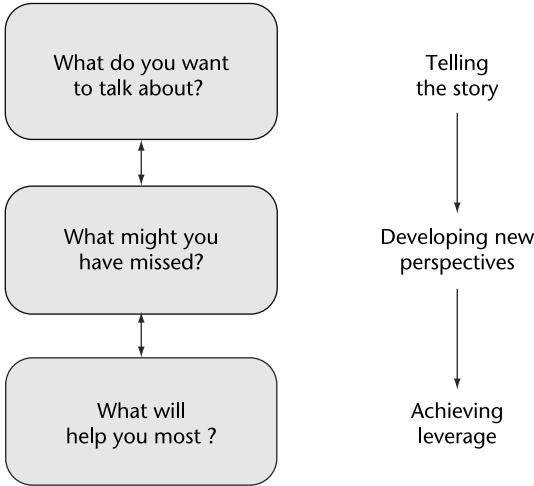 What do you want
to talk about?
Telling
the story
What might you
have missed?
Developing new
perspectives
What will
help you most ?
Achieving
leverage